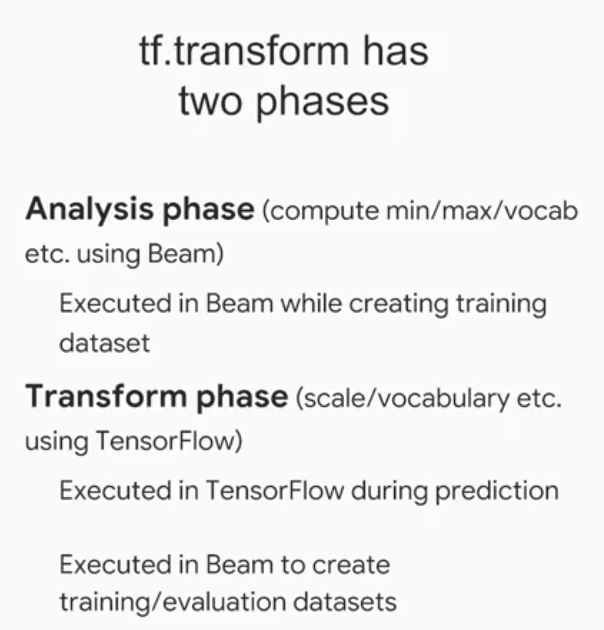 tf.transform has
two phases
Analysis phase (compute min/max/vocab
etc. using Beam)
Executed in Beam while creating training
dataset
Transform phase (scale/vocabulary etc.
using TensorFlow)
Executed in TensorFlow during prediction
Executed in Beam to create
training/evaluation datasets